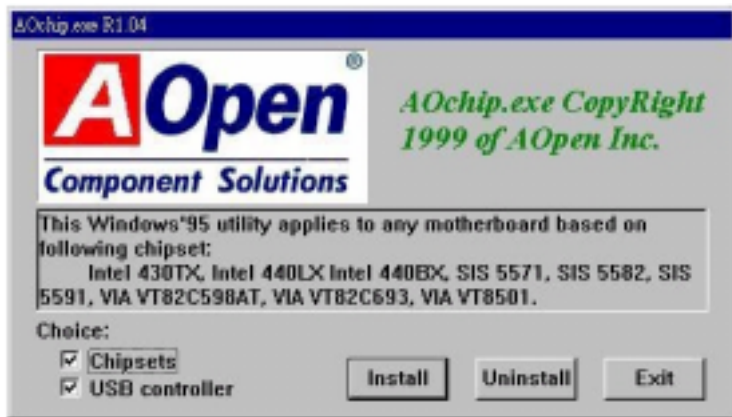 AOchip.exe R1.04
AOpen®
Component Solutions
AOchip.exe CopyRight
1999 of AOpen Inc.
This Windows'95 utility applies to any motherboard based on
following chipset:
Intel 430TX, Intel 440LX Intel 440BX, SIS 5571, SIS 5582, SIS
5591, VIA VT82C598AT, VIA VT82C693, VIA VT8501.
Choice:
Chipsets
USB controller
Install
Uninstall
Exit